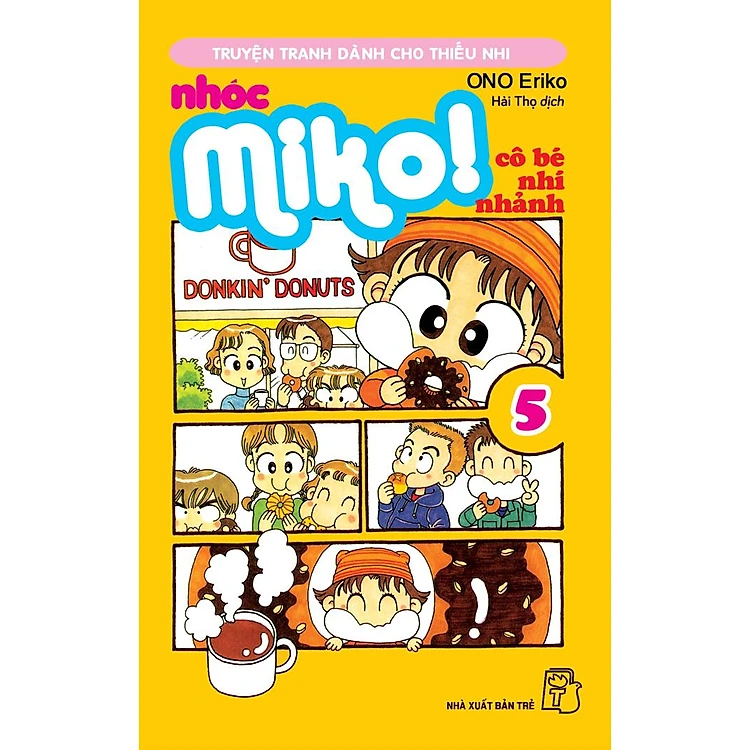 TRUYỆN TRANH DÀNH CHO THIẾU NHI
ONO Eriko
Hải Thọ dịch
nhóc
miko!
cô bé
nhí
nhảnh
DONKIN' DONUTS
5
NHÀ XUẤT BẢN TRẺ
T